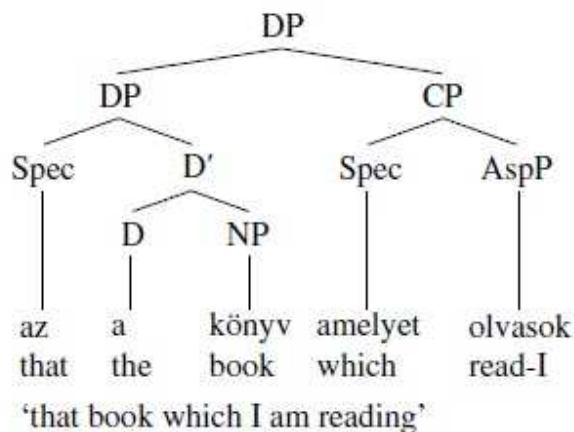 DP
DP CP
Spec D′ Spec AspP
D NP
az a könyv amelyet olvasok
that the book which read-I
‘that book which I am reading’